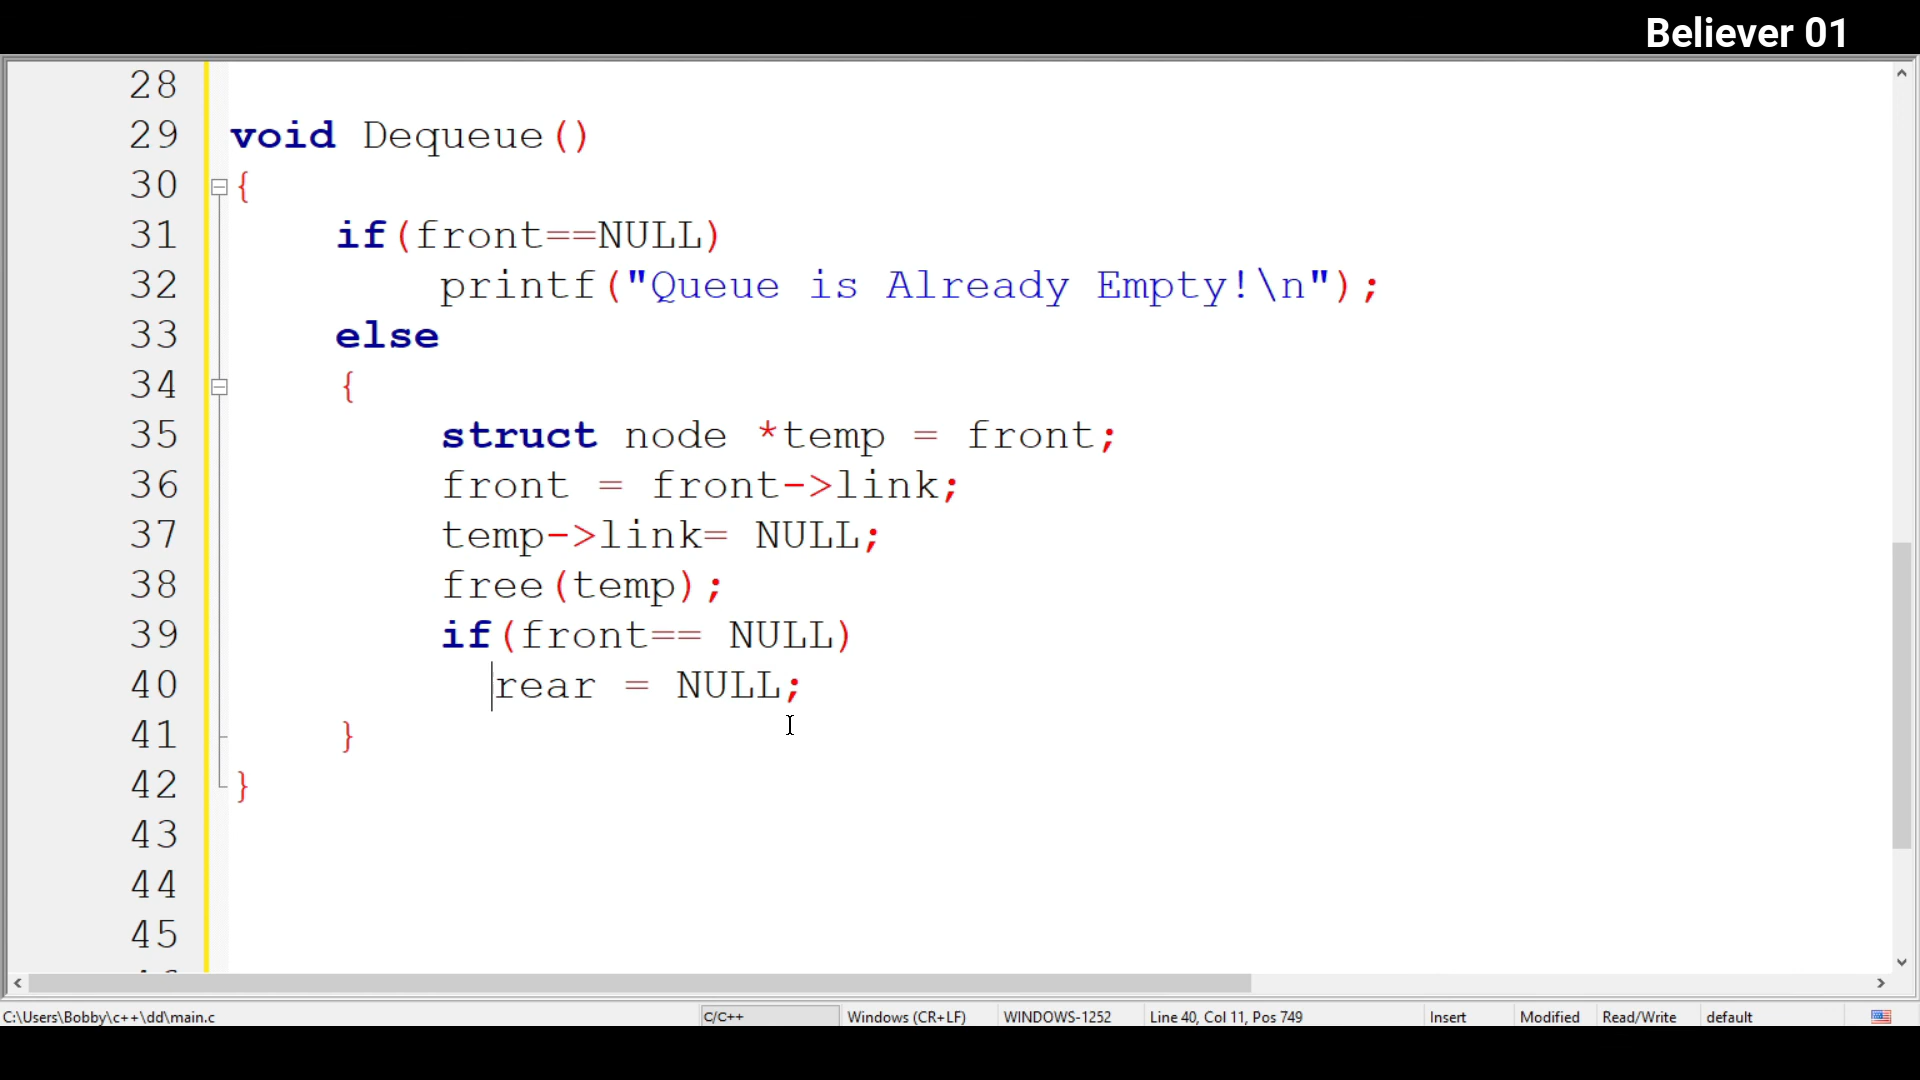 Believer 01
28
29 void Dequeue()
30 {
31 if(front==NULL)
32 printf("Queue is Already Empty!\n");
33 else
34 {
35 struct node *temp = front;
36 front = front->link;
37 temp->link= NULL;
38 free(temp);
39 if(front== NULL)
40 rear = NULL;
41 }
42 }
43
44
45
C:\Users\Bobby\c++\dd\main.c C/C++ Windows (CR+LF) WINDOWS-1252 Line 40, Col 11, Pos 749 Insert Modified Read/Write default